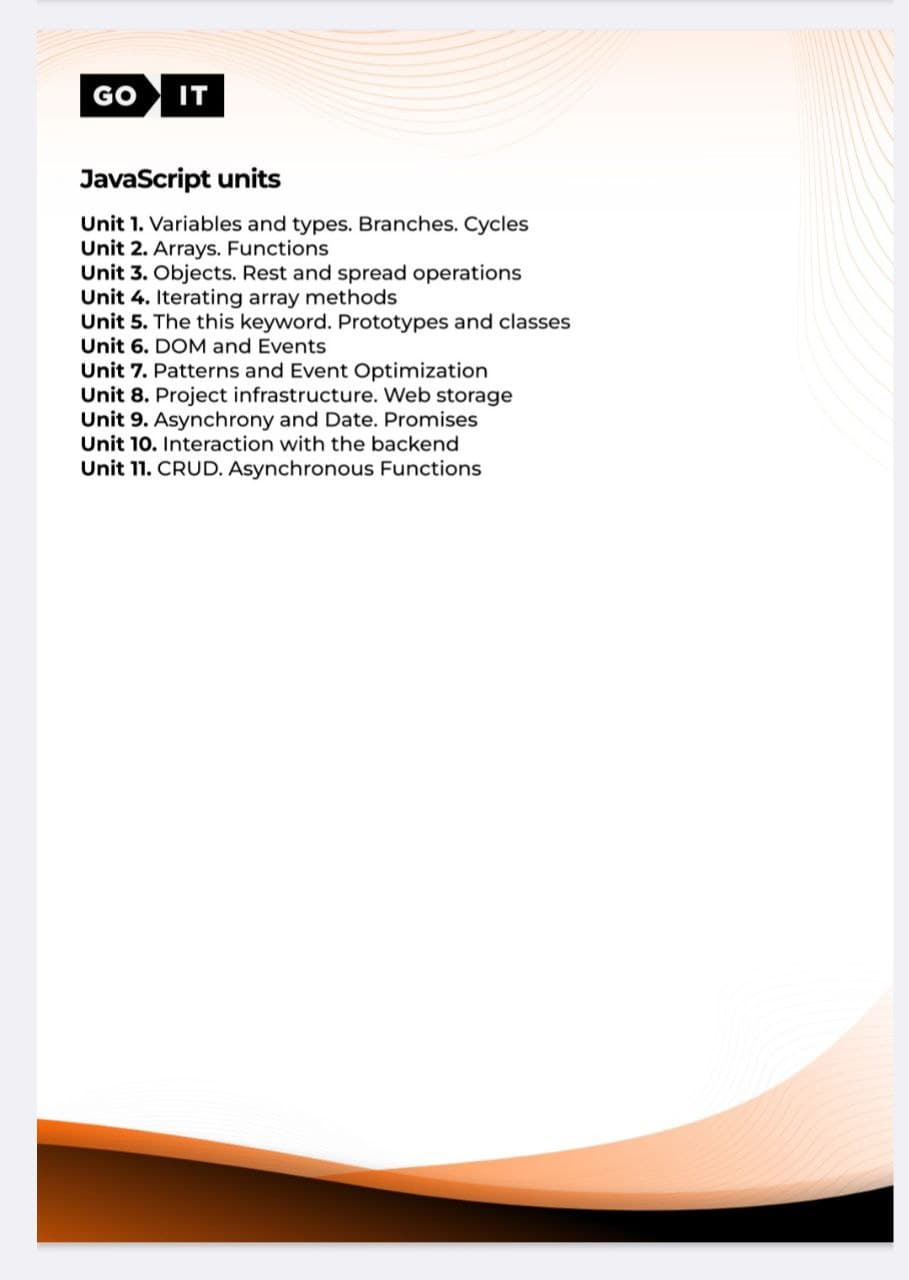 GO IT
JavaScript units
Unit 1. Variables and types. Branches. Cycles
Unit 2. Arrays. Functions
Unit 3. Objects. Rest and spread operations
Unit 4. Iterating array methods
Unit 5. The this keyword. Prototypes and classes
Unit 6. DOM and Events
Unit 7. Patterns and Event Optimization
Unit 8. Project infrastructure. Web storage
Unit 9. Asynchrony and Date. Promises
Unit 10. Interaction with the backend
Unit 11. CRUD. Asynchronous Functions